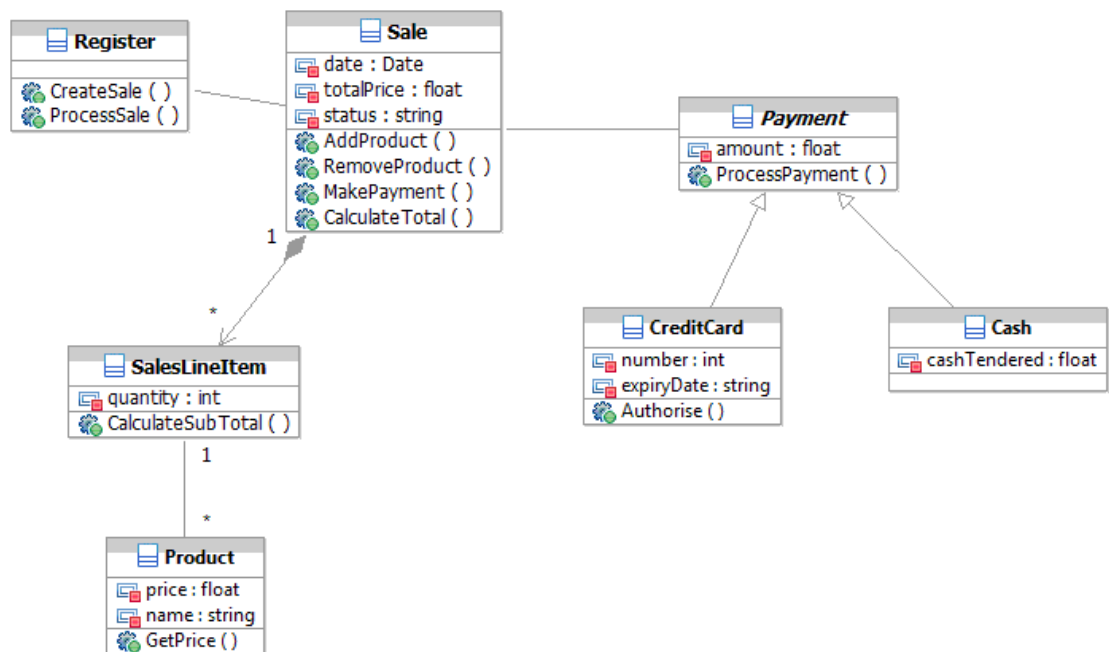 Register
CreateSale ( )
ProcessSale ( )
Sale
date : Date
totalPrice : float
status : string
AddProduct ( )
RemoveProduct ( )
MakePayment ( )
CalculateTotal ( )
Payment
amount : float
ProcessPayment ( )
1
*
SalesLineItem
quantity : int
CalculateSubTotal ( )
1
*
Product
price : float
name : string
GetPrice ( )
CreditCard
number : int
expiryDate : string
Authorise ( )
Cash
cashTendered : float